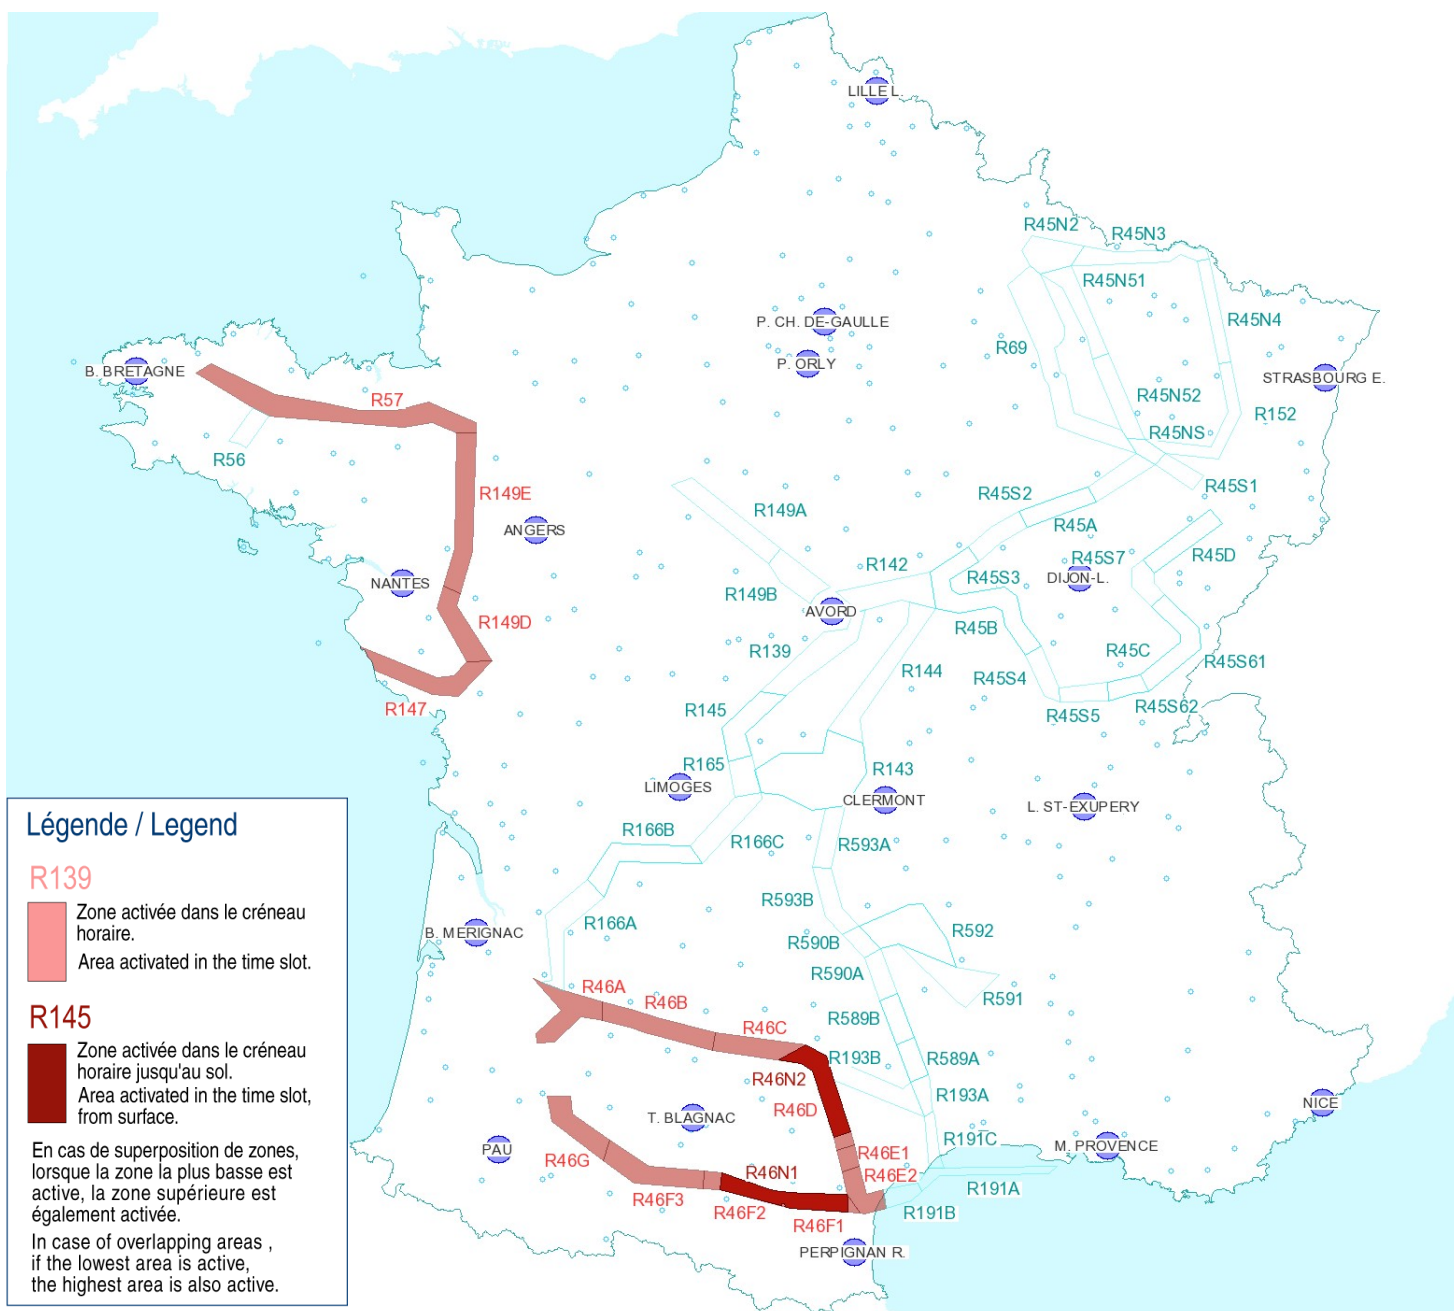 LILLE L.
R45N2
R45N3
R45N51
P. CH. DE-GAULLE
R45N4
R69
P. ORLY
B. BRETAGNE
STRASBOURG E.
R57
R45N52
R152
R45NS
R56
R149E
R45S2
R45S1
R149A
R45A
ANGERS
R45S7
R45D
R142
R45S3
DIJON-L.
NANTES
R149B
AVORD
R149D
R45B
R139
R45C
R45S61
R144
R45S4
R147
R145
R45S5
R45S62
R165
R143
LIMOGES
CLERMONT
L. ST-EXUPERY
R166B
R166C
R593A
R593B
R166A
B. MERIGNAC
R590B
R592
R590A
R46A
R46B
R591
R46C
R589B
R193B
R589A
R46N2
R193A
R46D
NICE
T. BLAGNAC
R191C
M. PROVENCE
PAU
R46E1
R46G
R46N1
R46E2
R191A
R46F3
R46F2
R191B
R46F1
PERPIGNAN R.
Légende / Legend
R139
Zone activée dans le créneau
horaire.
Area activated in the time slot.
R145
Zone activée dans le créneau
horaire jusqu'au sol.
Area activated in the time slot,
from surface.
En cas de superposition de zones,
lorsque la zone la plus basse est
active, la zone supérieure est
également activée.
In case of overlapping areas ,
if the lowest area is active,
the highest area is also active.